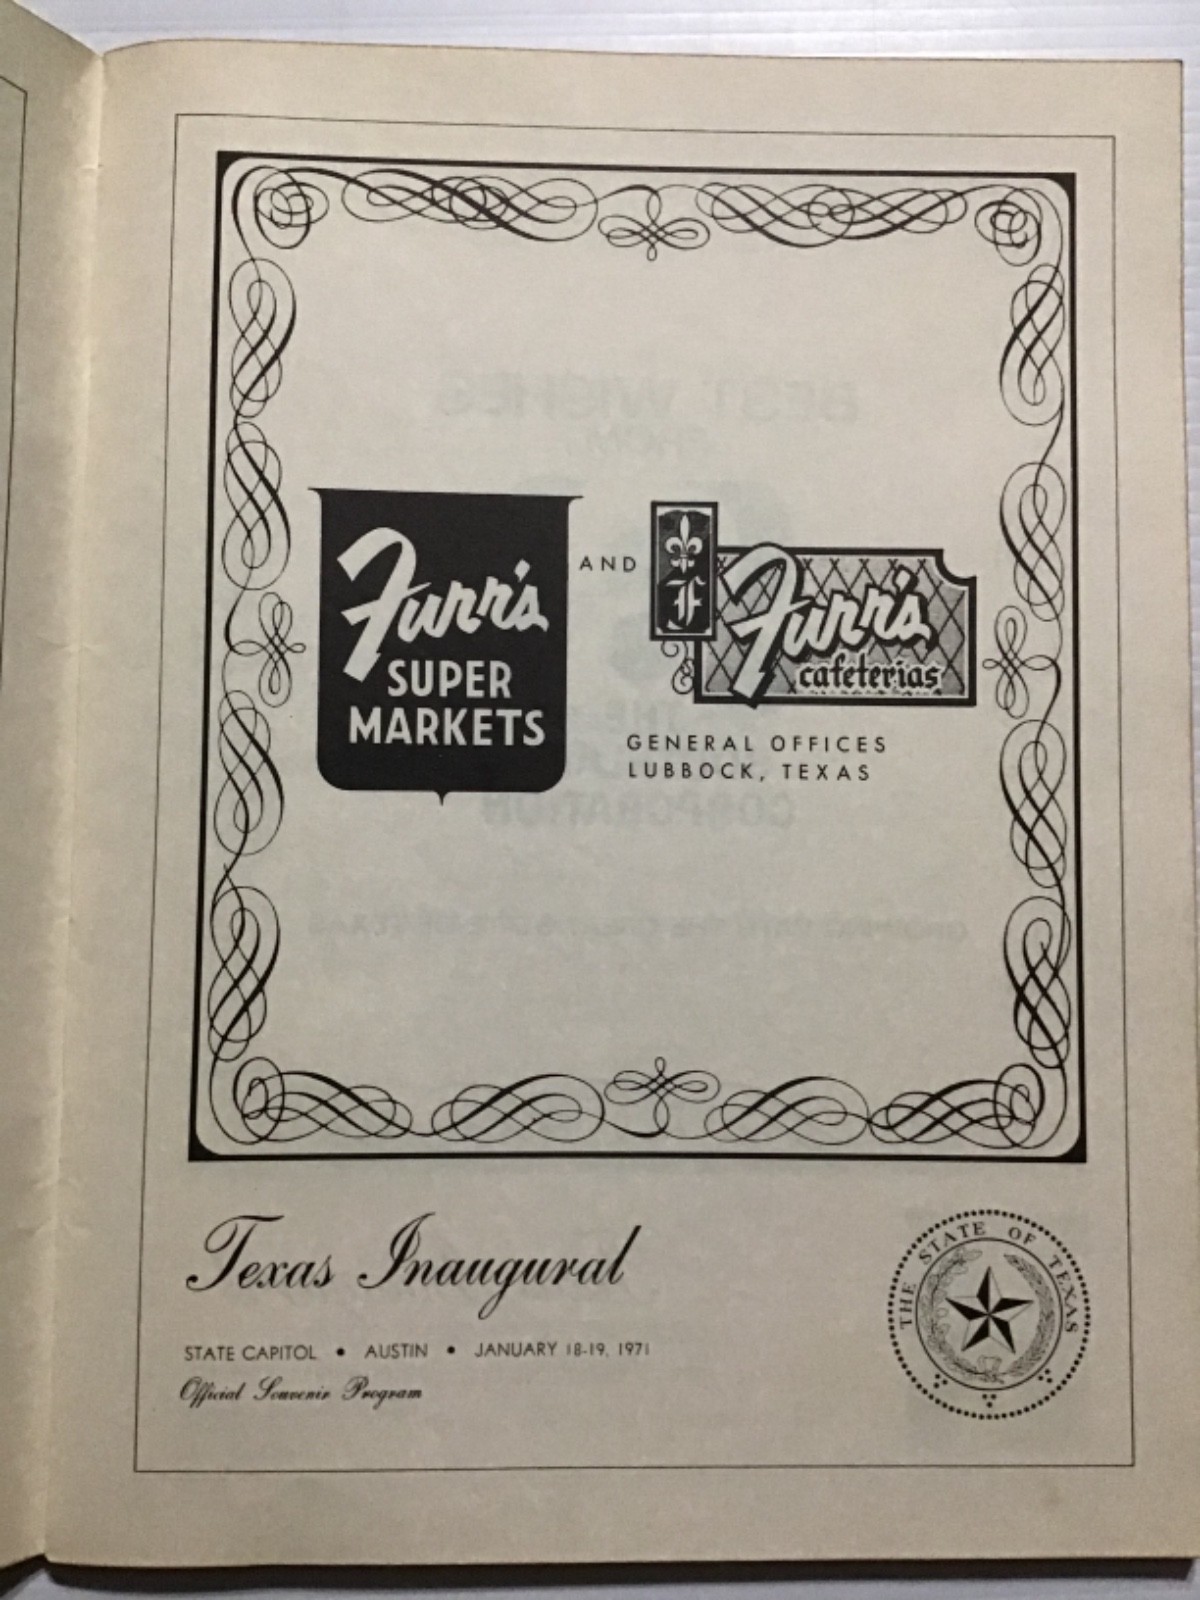 Furr's
SUPER
MARKETS
AND
F
Furr's
cafeterias
GENERAL OFFICES
LUBBOCK, TEXAS
Texas Inaugural
STATE CAPITOL • AUSTIN • JANUARY 18-19, 1971
Official Souvenir Program
THE STATE OF TEXAS